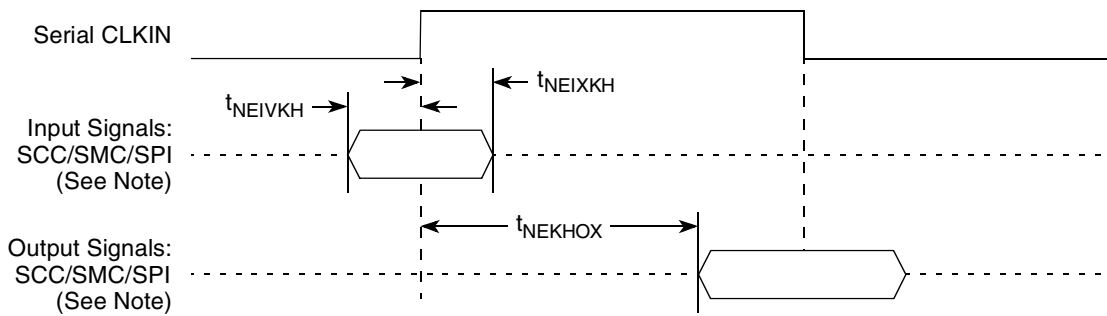 Serial CLKIN
tNEIXKH
tNEIVKH
Input Signals:
SCC/SMC/SPI
(See Note)
tNEKHOX
Output Signals:
SCC/SMC/SPI
(See Note)